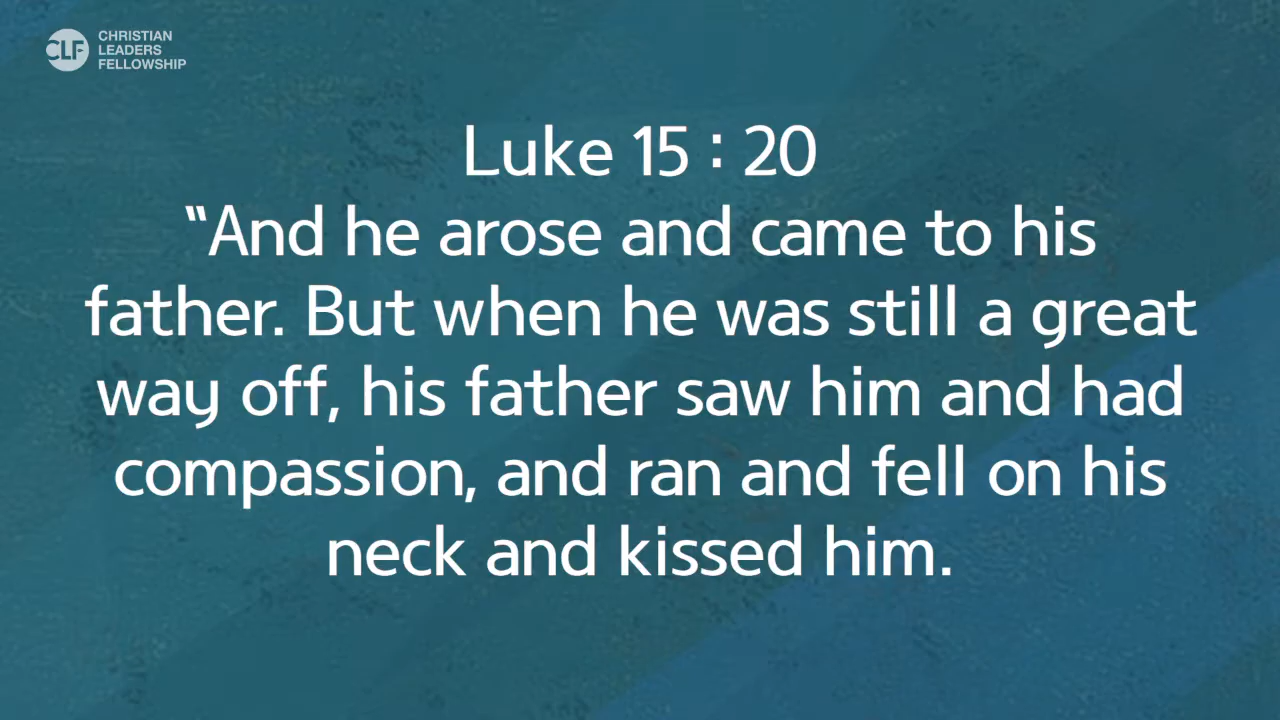 CLF
CHRISTIAN
LEADERS
FELLOWSHIP
Luke 15 : 20
“And he arose and came to his
father. But when he was still a great
way off, his father saw him and had
compassion, and ran and fell on his
neck and kissed him.